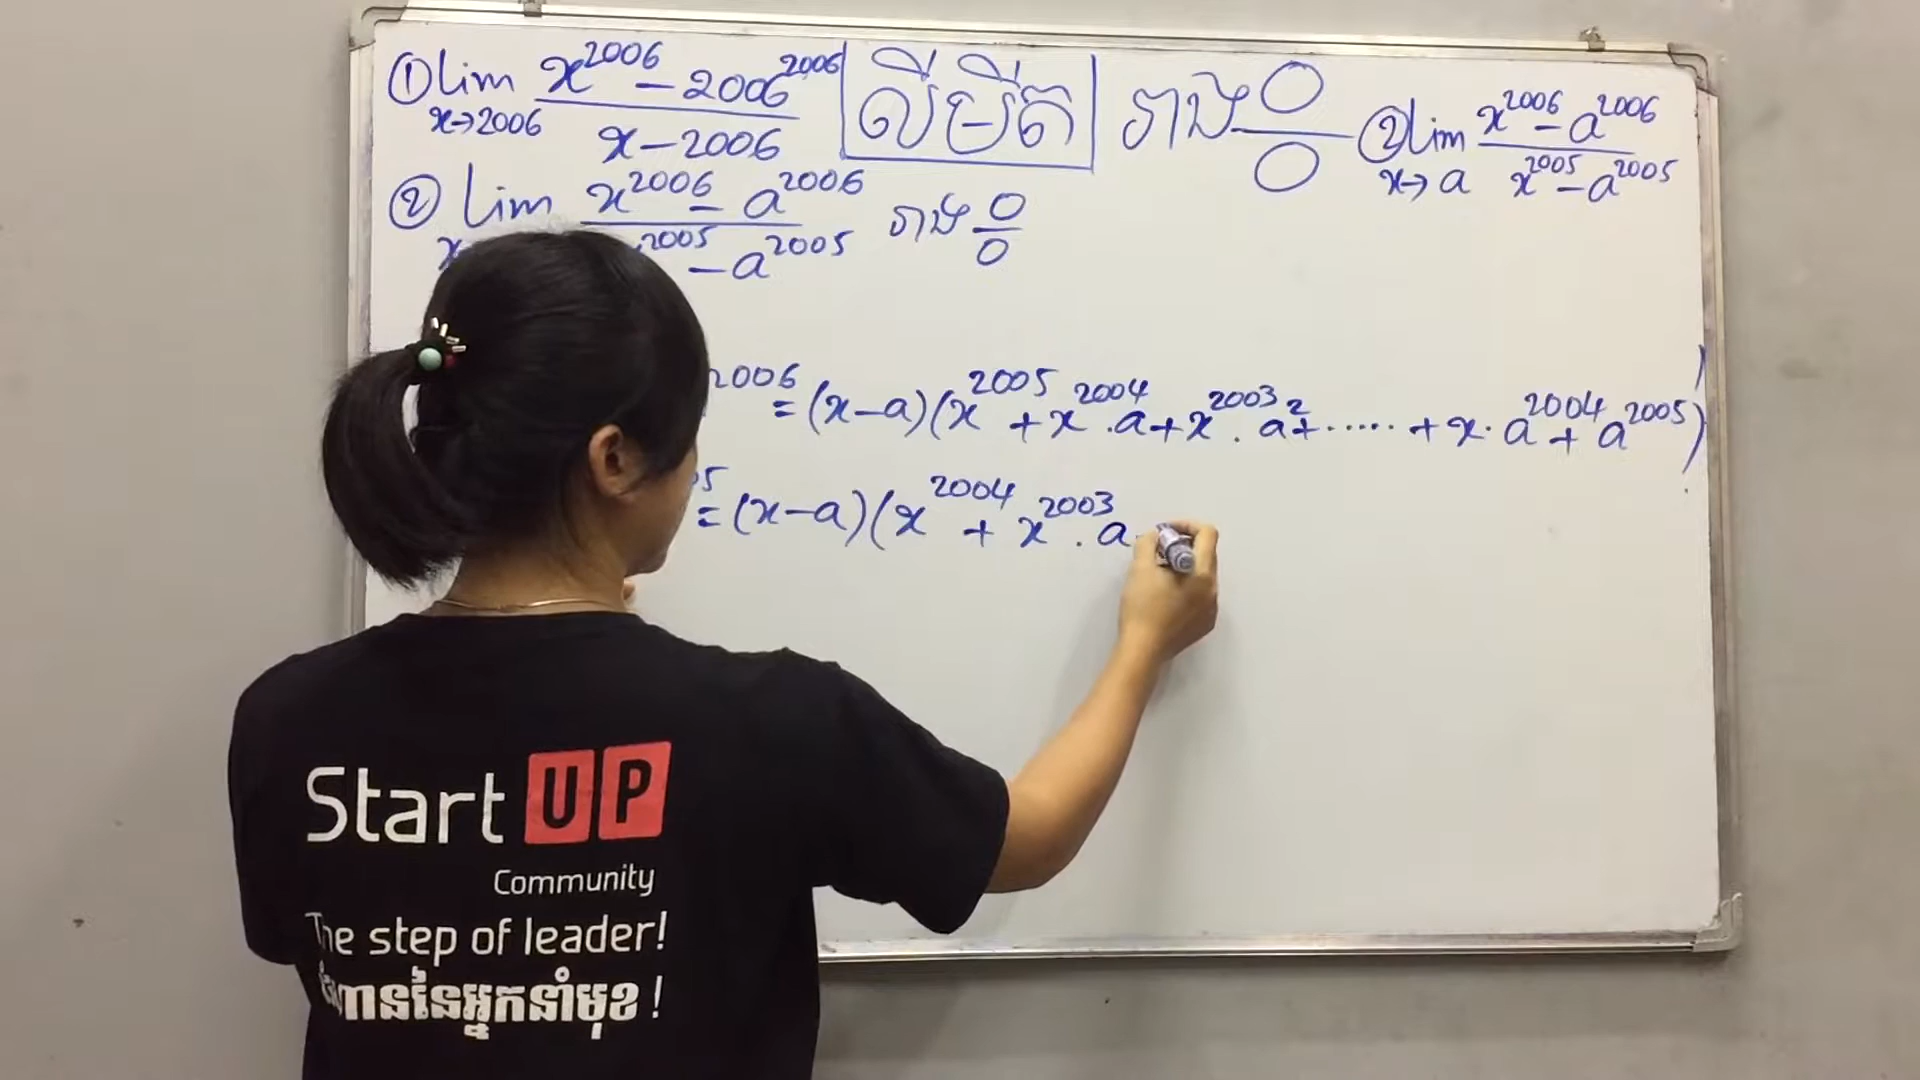 ① lim x→2006 (x^2006 - 2006^2006)/(x - 2006)
លីមីត
រាង 0/0
② lim x→a (x^2006 - a^2006)/(x^2005 - a^2005)
② lim (x^2006 - a^2006)/( ^2005 - a^2005) រាង 0/0
2006 = (x-a)(x^2005 + x^2004 . a + x^2003 . a^2 + ...... + x . a^2004 + a^2005)
5 = (x-a)(x^2004 + x^2003 . a
Start UP
Community
The step of leader!
ជំហាននៃអ្នកនាំមុខ !